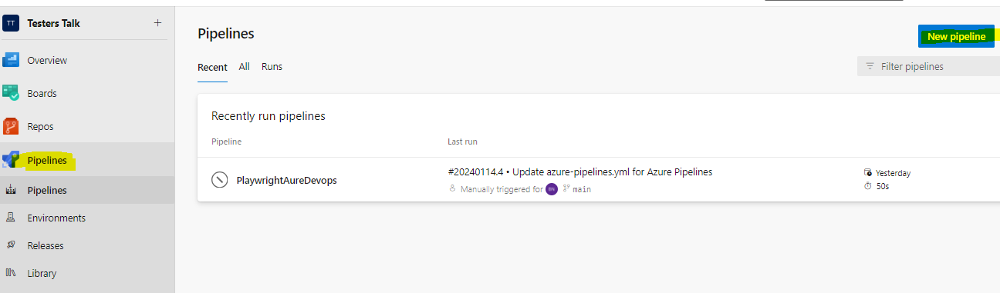 TT Testers Talk +
Overview
Boards
Repos
Pipelines
Pipelines
Environments
Releases
Library
Pipelines
New pipeline
Recent All Runs
Filter pipelines
Recently run pipelines
Pipeline Last run
PlaywrightAureDevops
#20240114.4 • Update azure-pipelines.yml for Azure Pipelines
Manually triggered for main
Yesterday
50s